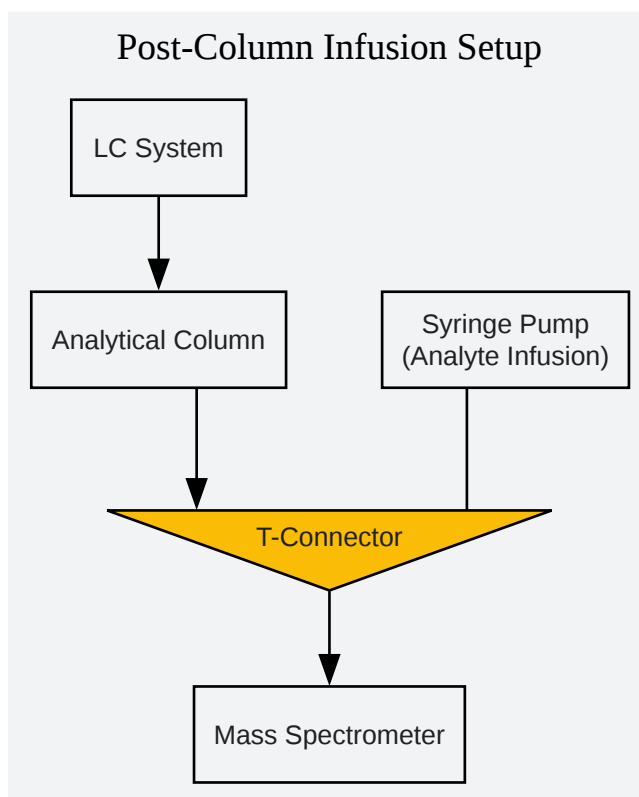 Post-Column Infusion Setup
LC System
Analytical Column
Syringe Pump
(Analyte Infusion)
T-Connector
Mass Spectrometer